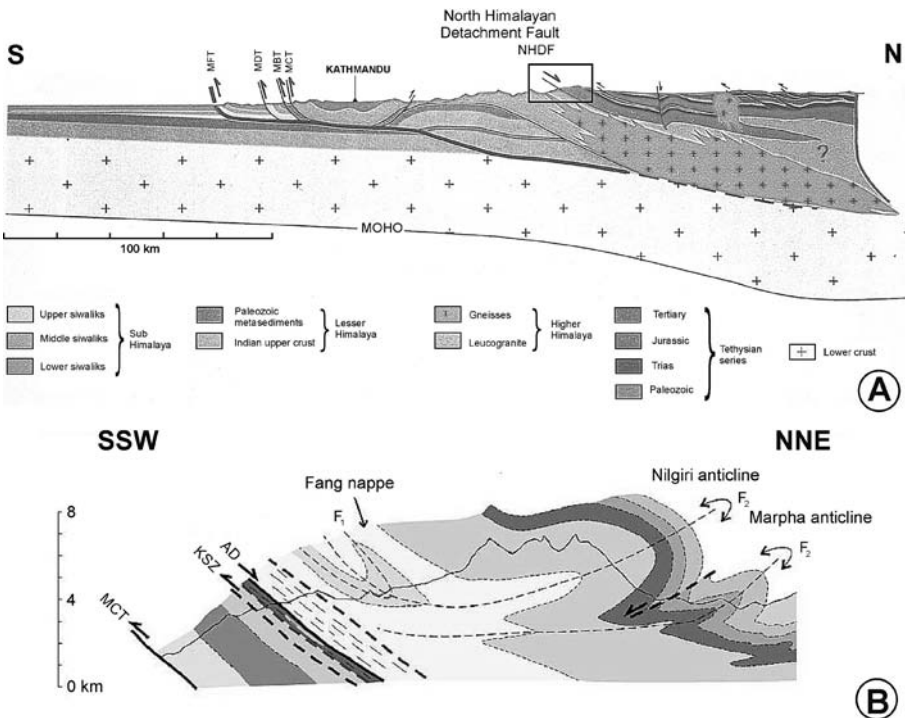 North Himalayan
Detachment Fault
NHDF
S
N
MFT
MDT
MBT
MCT
KATHMANDU
?
MOHO
100 km
Upper siwaliks
Middle siwaliks
Lower siwaliks
Sub
Himalaya
Paleozoic
metasediments
Indian upper crust
Lesser
Himalaya
Gneisses
Leucogranite
Higher
Himalaya
Tertiary
Jurassic
Trias
Paleozoic
Tethysian
series
Lower crust
A
SSW
NNE
Fang nappe
Nilgiri anticline
Marpha anticline
F1
F2
F2
AD
KSZ
MCT
8
4
0 km
8
4
B